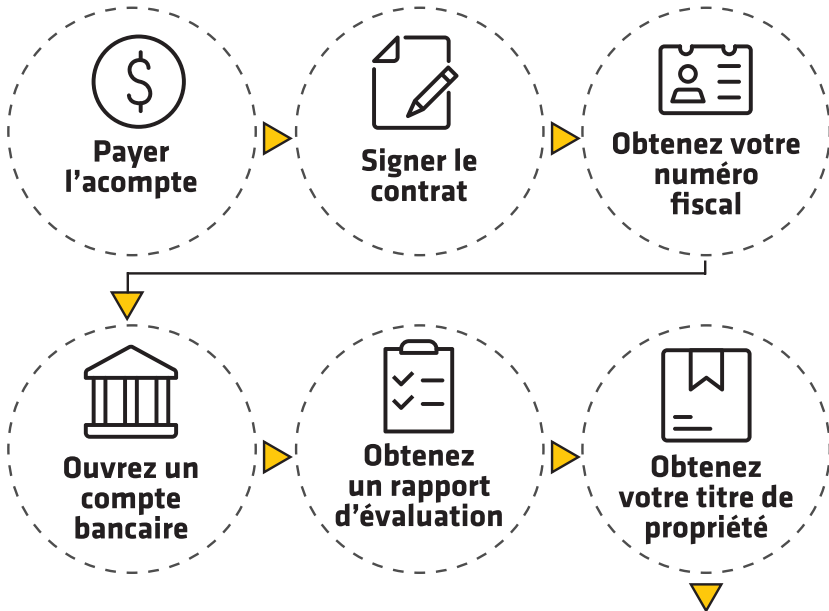 Payer
l'acompte
Signer le
contrat
Obtenez votre
numéro
fiscal
Ouvrez un
compte
bancaire
Obtenez
un rapport
d'évaluation
Obtenez
votre titre de
propriété